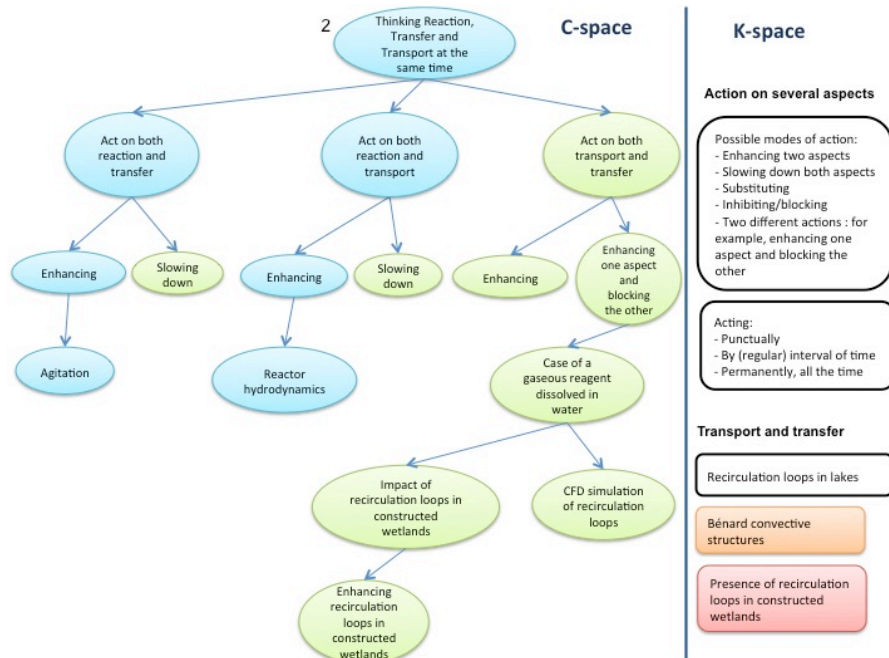 2
Thinking Reaction,
Transfer and
Transport at the
same time
C-space
K-space
Act on both
reaction and
transfer
Act on both
reaction and
transport
Act on both
transport and
transfer
Enhancing
Slowing
down
Enhancing
Slowing
down
Enhancing
Enhancing
one aspect
and
blocking
the other
Agitation
Reactor
hydrodynamics
Case of a
gaseous reagent
dissolved in
water
Impact of
recirculation loops in
constructed
wetlands
CFD simulation
of recirculation
loops
Enhancing
recirculation
loops in
constructed
wetlands
Action on several aspects
Possible modes of action:
- Enhancing two aspects
- Slowing down both aspects
- Substituting
- Inhibiting/blocking
- Two different actions : for
example, enhancing one
aspect and blocking the
other
Acting:
- Punctually
- By (regular) interval of time
- Permanently, all the time
Transport and transfer
Recirculation loops in lakes
Bénard convective
structures
Presence of recirculation
loops in constructed
wetlands